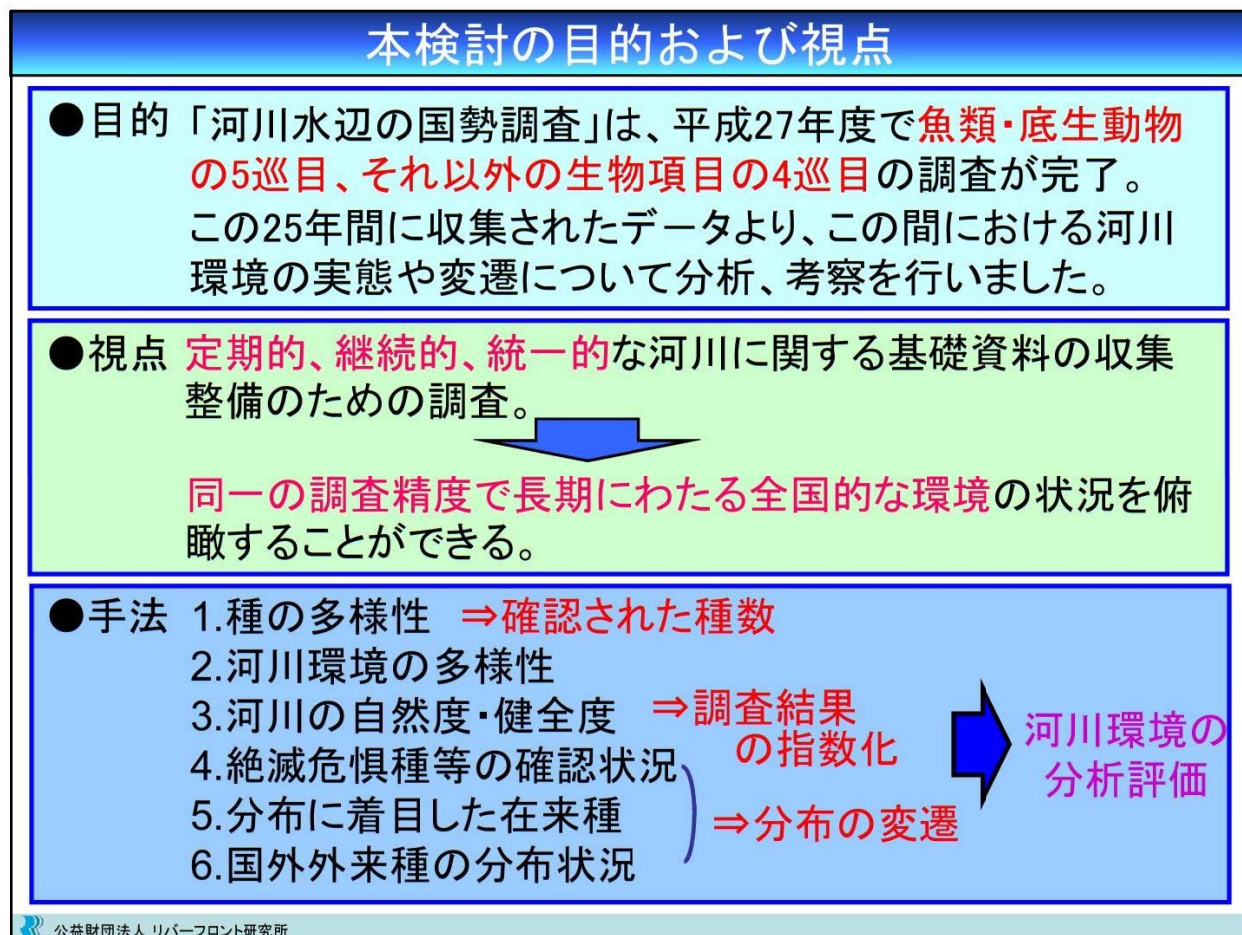 本検討の目的および視点
●目的 「河川水辺の国勢調査」は、平成27年度で魚類・底生動物
の5巡目、それ以外の生物項目の4巡目の調査が完了。
この25年間に収集されたデータより、この間における河川
環境の実態や変遷について分析、考察を行いました。
●視点 定期的、継続的、統一的な河川に関する基礎資料の収集
整備のための調査。
同一の調査精度で長期にわたる全国的な環境の状況を俯
瞰することができる。
●手法 1.種の多様性 ⇒確認された種数
2.河川環境の多様性
3.河川の自然度・健全度 ⇒調査結果
の指数化
4.絶滅危惧種等の確認状況
5.分布に着目した在来種 ⇒分布の変遷
6.国外外来種の分布状況
河川環境の
分析評価
公益財団法人 リバーフロント研究所